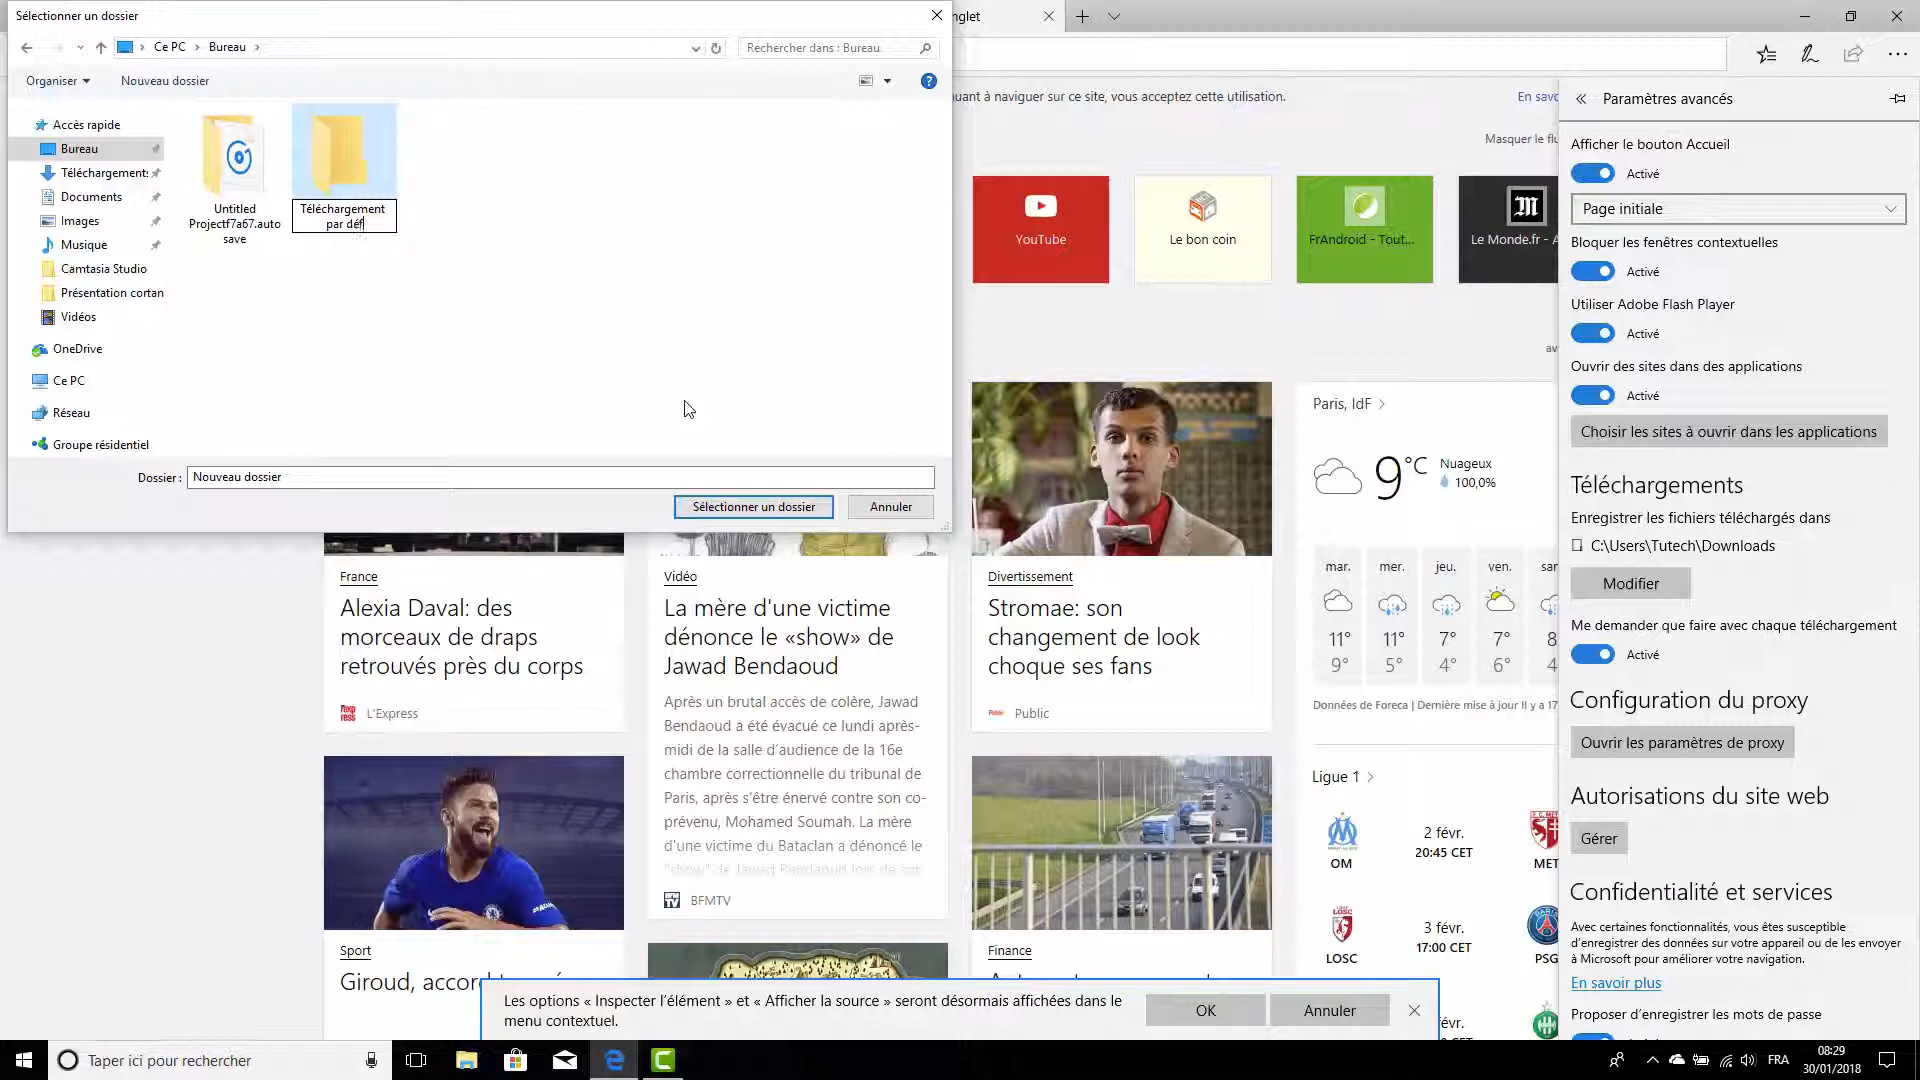 Sélectionner un dossier
nglet
Ce PC
Bureau
Rechercher dans : Bureau
Organiser
Nouveau dossier
Accès rapide
Bureau
Téléchargement:
Documents
Images
Musique
Camtasia Studio
Présentation cortan
Vidéos
OneDrive
Ce PC
Réseau
Groupe résidentiel
Untitled
Projectf7a67.auto
save
Téléchargement
par déf
Dossier :
Nouveau dossier
Sélectionner un dossier
Annuler
uant à naviguer sur ce site, vous acceptez cette utilisation.
En savo
Masquer le flu
YouTube
Le bon coin
FrAndroid - Tout...
Le Monde.fr - A
av
France
Alexia Daval: des
morceaux de draps
retrouvés près du corps
L'Express
Vidéo
La mère d'une victime
dénonce le «show» de
Jawad Bendaoud
Après un brutal accès de colère, Jawad
Bendaoud a été évacué ce lundi après-
midi de la salle d'audience de la 16e
chambre correctionnelle du tribunal de
Paris, après s'être énervé contre son co-
prévenu, Mohamed Soumah. La mère
d'une victime du Bataclan a dénoncé le
"show" de Jawad Bendaoud lors de son
BFMTV
Divertissement
Stromae: son
changement de look
choque ses fans
Public
Sport
Giroud, accord
Finance
Paris, IdF
9°C
Nuageux
100,0%
mar.
mer.
jeu.
ven.
sar
11°
11°
7°
7°
8
9°
5°
4°
6°
4
Données de Foreca | Dernière mise à jour Il y a 17
Ligue 1
2 févr.
20:45 CET
OM
MET
3 févr.
17:00 CET
LOSC
PSG
évr.
Paramètres avancés
Afficher le bouton Accueil
Activé
Page initiale
Bloquer les fenêtres contextuelles
Activé
Utiliser Adobe Flash Player
Activé
Ouvrir des sites dans des applications
Activé
Choisir les sites à ouvrir dans les applications
Téléchargements
Enregistrer les fichiers téléchargés dans
C:\Users\Tutech\Downloads
Modifier
Me demander que faire avec chaque téléchargement
Activé
Configuration du proxy
Ouvrir les paramètres de proxy
Autorisations du site web
Gérer
Confidentialité et services
Avec certaines fonctionnalités, vous êtes susceptible
d'enregistrer des données sur votre appareil ou de les envoyer
à Microsoft pour améliorer votre navigation.
En savoir plus
Proposer d'enregistrer les mots de passe
Les options « Inspecter l'élément » et « Afficher la source » seront désormais affichées dans le
menu contextuel.
OK
Annuler
Taper ici pour rechercher
FRA
08:29
30/01/2018